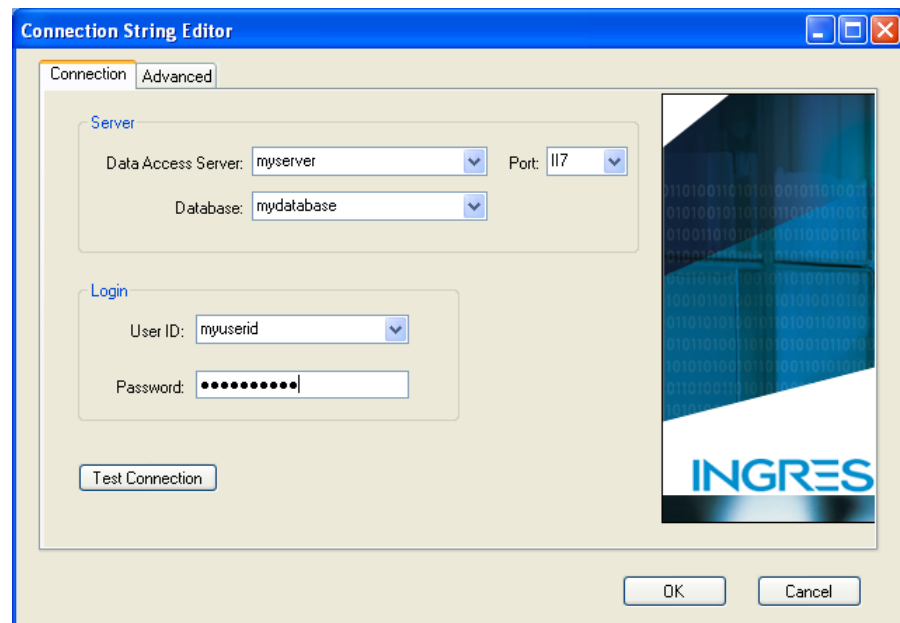 Connection String Editor
Connection Advanced
Server
Data Access Server: myserver Port: II7
Database: mydatabase
Login
User ID: myuserid
Password: ●●●●●●●●●●
Test Connection
INGRES
OK Cancel